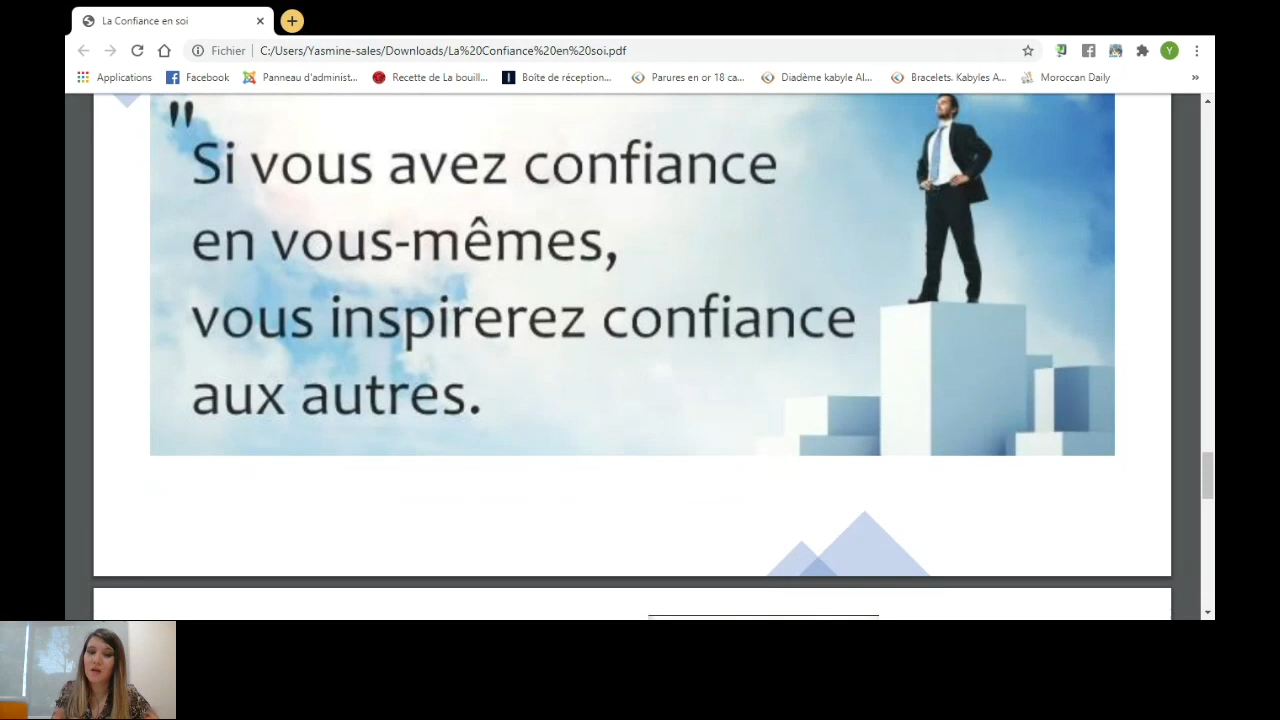 La Confiance en soi
Fichier | C:/Users/Yasmine-sales/Downloads/La%20Confiance%20en%20soi.pdf
Y
Applications Facebook Panneau d'administ... Recette de La bouill... oîte de réception... Parures en or 18 ca... Diadème kabyle Al... Bracelets. Kabyles A... Moroccan Daily »
"
Si vous avez confiance
en vous-mêmes,
vous inspirerez confiance
aux autres.